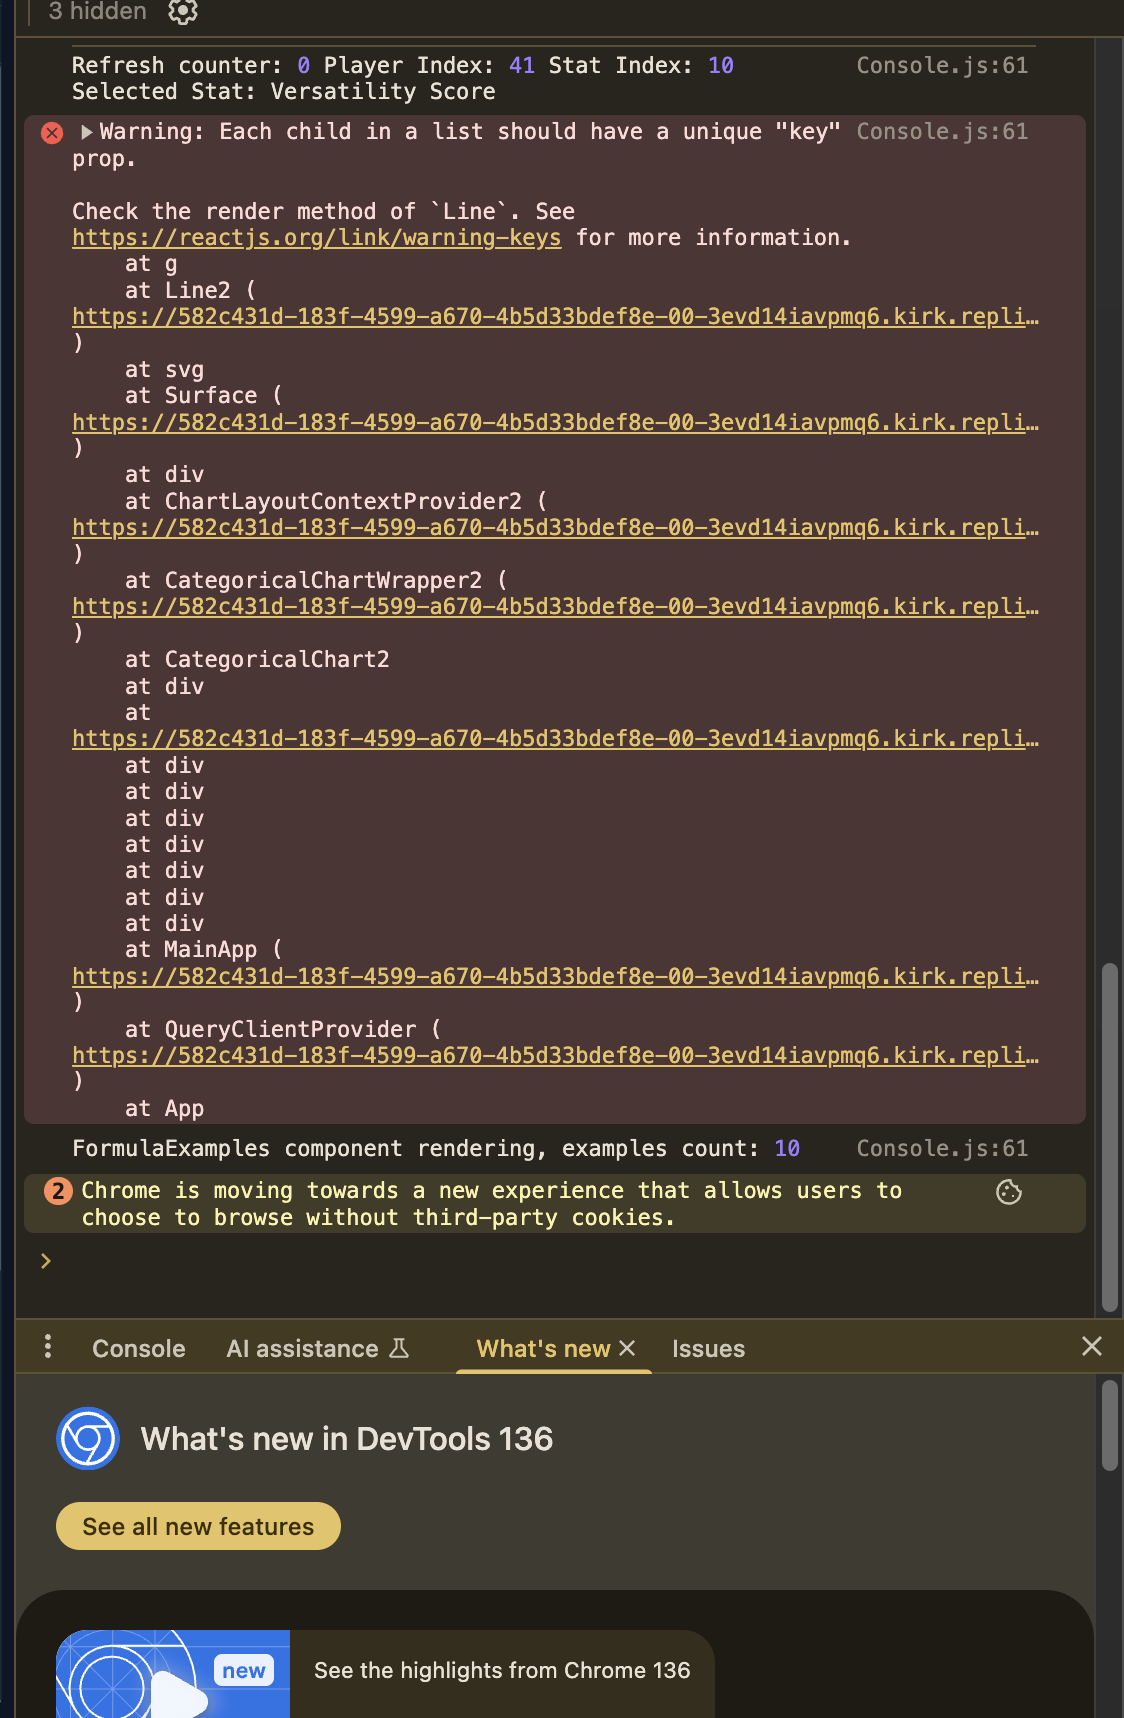 3 hidden
Refresh counter: 0 Player Index: 41 Stat Index: 10 Console.js:61
Selected Stat: Versatility Score
Warning: Each child in a list should have a unique "key" Console.js:61
prop.
Check the render method of `Line`. See
https://reactjs.org/link/warning-keys for more information.
at g
at Line2 (
https://582c431d-183f-4599-a670-4b5d33bdef8e-00-3evd14iavpmq6.kirk.repli…
)
at svg
at Surface (
https://582c431d-183f-4599-a670-4b5d33bdef8e-00-3evd14iavpmq6.kirk.repli…
)
at div
at ChartLayoutContextProvider2 (
https://582c431d-183f-4599-a670-4b5d33bdef8e-00-3evd14iavpmq6.kirk.repli…
)
at CategoricalChartWrapper2 (
https://582c431d-183f-4599-a670-4b5d33bdef8e-00-3evd14iavpmq6.kirk.repli…
)
at CategoricalChart2
at div
at
https://582c431d-183f-4599-a670-4b5d33bdef8e-00-3evd14iavpmq6.kirk.repli…
at div
at div
at div
at div
at div
at div
at div
at MainApp (
https://582c431d-183f-4599-a670-4b5d33bdef8e-00-3evd14iavpmq6.kirk.repli…
)
at QueryClientProvider (
https://582c431d-183f-4599-a670-4b5d33bdef8e-00-3evd14iavpmq6.kirk.repli…
)
at App
FormulaExamples component rendering, examples count: 10 Console.js:61
2 Chrome is moving towards a new experience that allows users to
choose to browse without third-party cookies.
Console AI assistance What's new Issues
What's new in DevTools 136
See all new features
new
See the highlights from Chrome 136